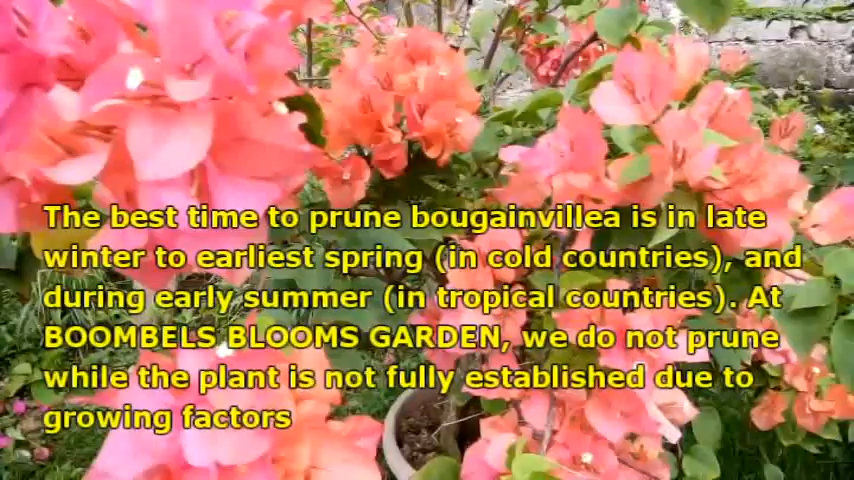 The best time to prune bougainvillea is in late
winter to earliest spring (in cold countries), and
during early summer (in tropical countries). At
BOOMBELS BLOOMS GARDEN, we do not prune
while the plant is not fully established due to
growing factors